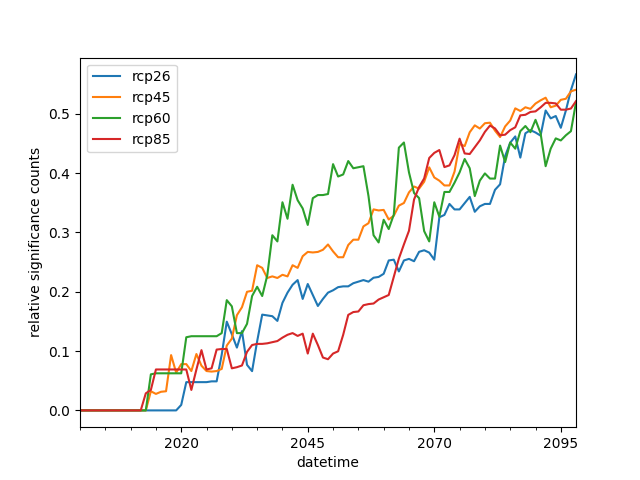 rcp26
rcp45
rcp60
rcp85
relative significance counts
0.5
0.4
0.3
0.2
0.1
0.0
2020 2045 2070 2095
datetime